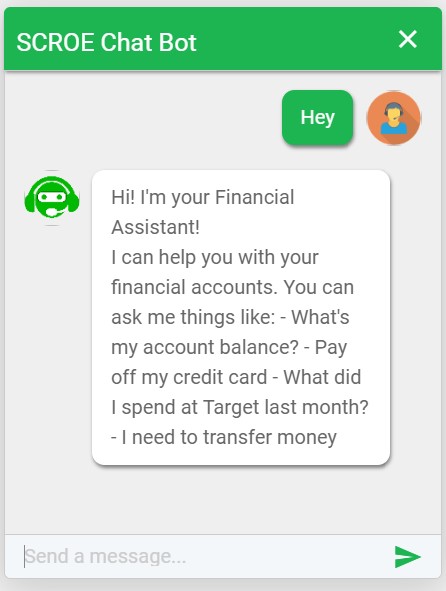 SCROE Chat Bot
Hey
Hi! I'm your Financial
Assistant!
I can help you with your
financial accounts. You can
ask me things like: - What's
my account balance? - Pay
off my credit card - What did
I spend at Target last month?
- I need to transfer money
Send a message...